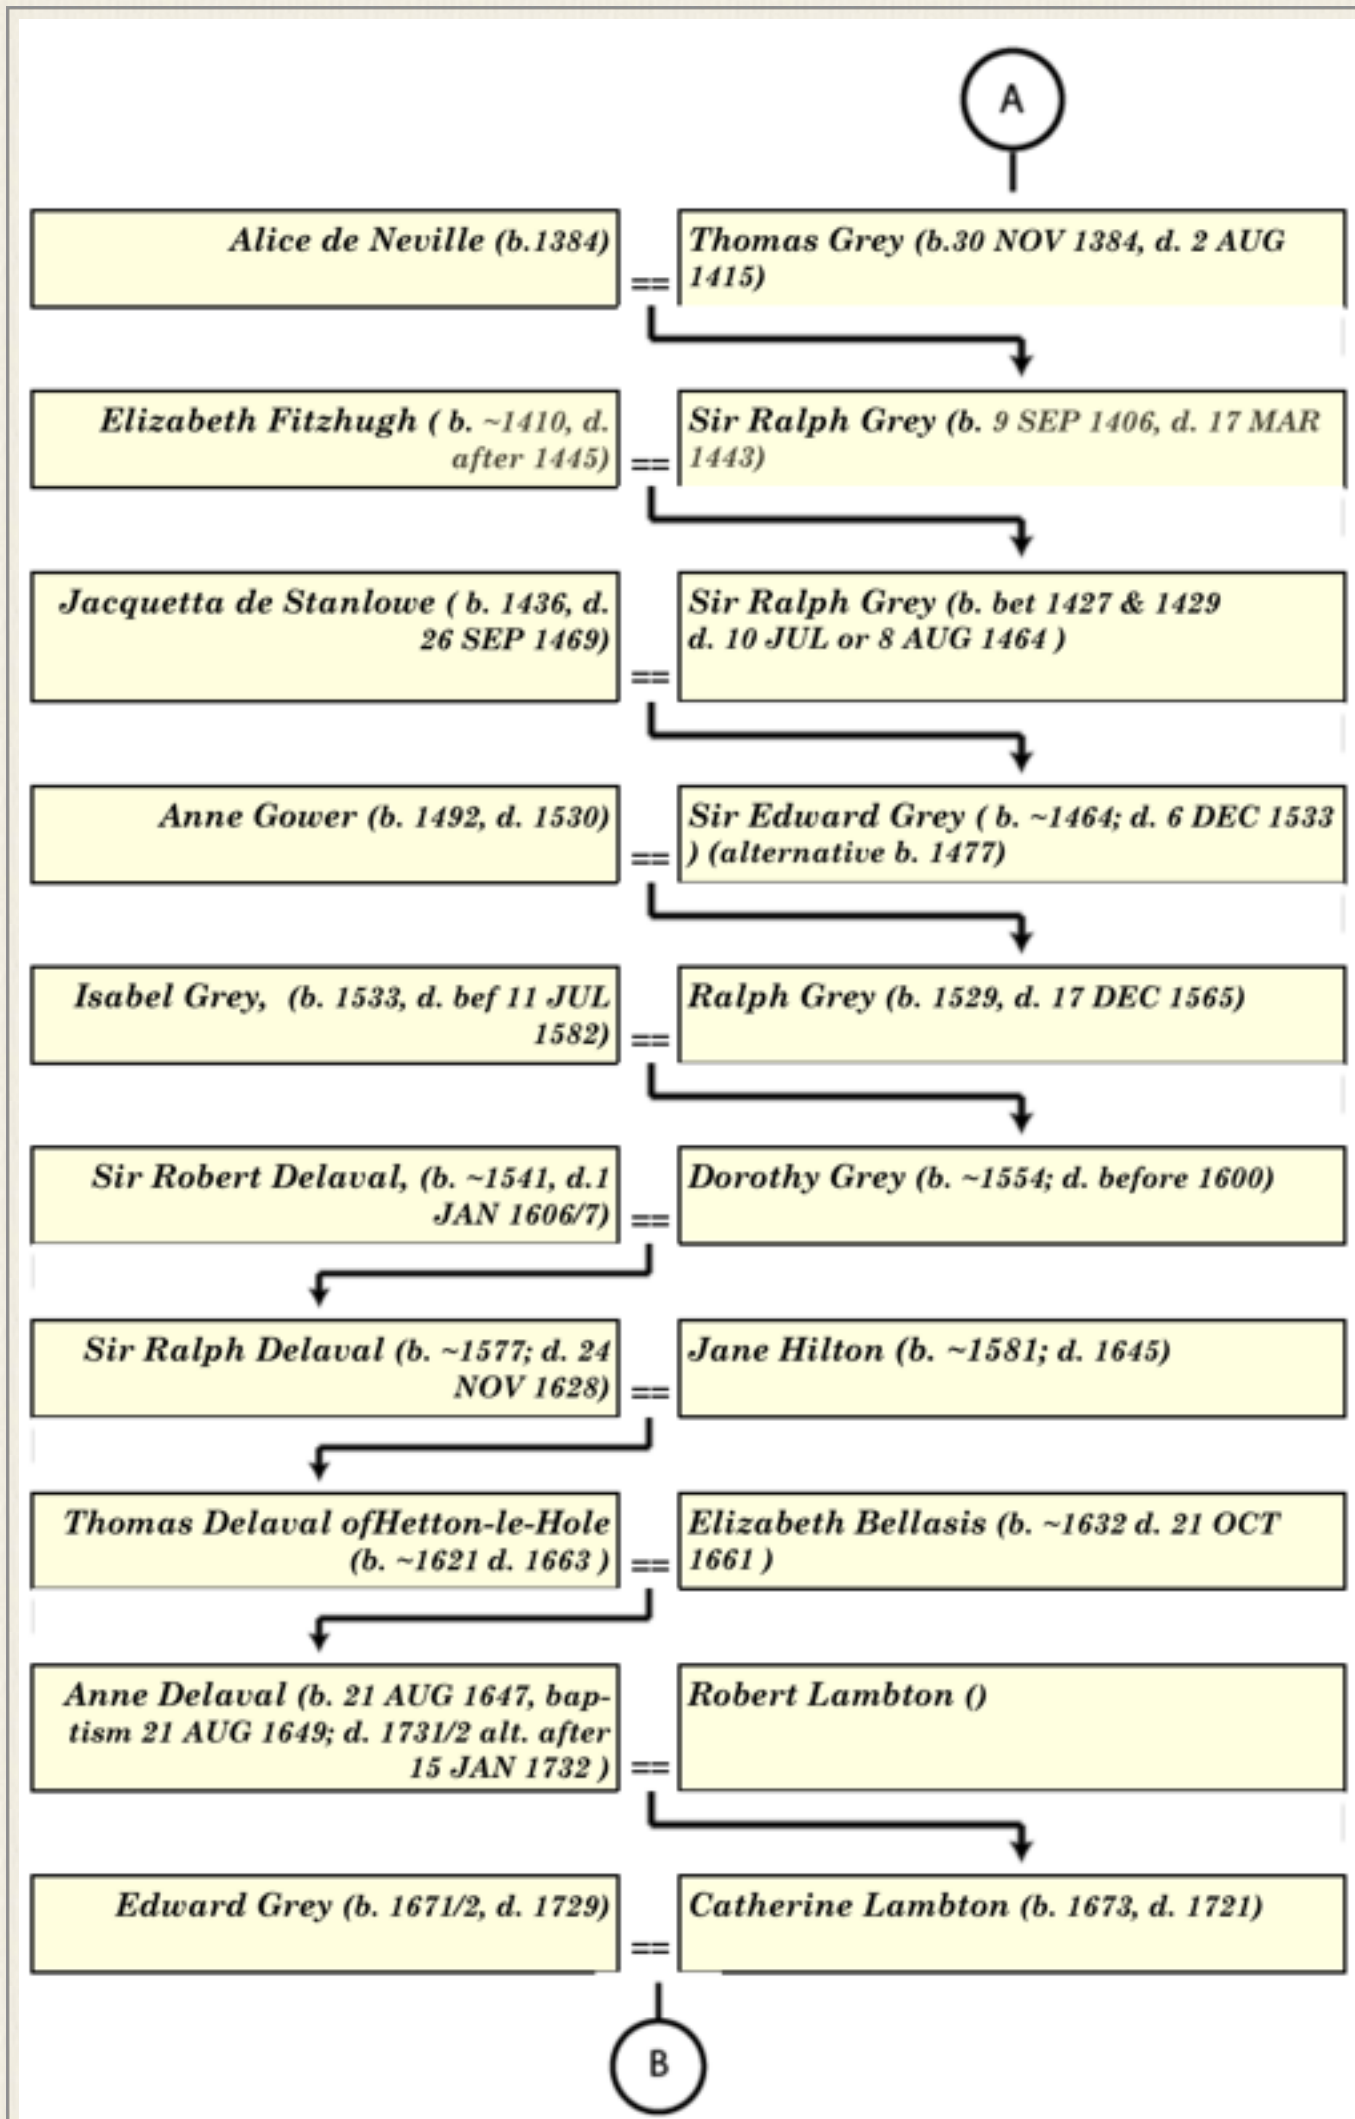 A
Alice de Neville (b.1384)
==
Thomas Grey (b.30 NOV 1384, d. 2 AUG
1415)
Elizabeth Fitzhugh ( b. ~1410, d.
after 1445)
==
Sir Ralph Grey (b. 9 SEP 1406, d. 17 MAR
1443)
Jacquetta de Stanlowe ( b. 1436, d.
26 SEP 1469)
==
Sir Ralph Grey (b. bet 1427 & 1429
d. 10 JUL or 8 AUG 1464 )
Anne Gower (b. 1492, d. 1530)
==
Sir Edward Grey ( b. ~1464; d. 6 DEC 1533
) (alternative b. 1477)
Isabel Grey,  (b. 1533, d. bef 11 JUL
1582)
==
Ralph Grey (b. 1529, d. 17 DEC 1565)
Sir Robert Delaval, (b. ~1541, d.1
JAN 1606/7)
==
Dorothy Grey (b. ~1554; d. before 1600)
Sir Ralph Delaval (b. ~1577; d. 24
NOV 1628)
==
Jane Hilton (b. ~1581; d. 1645)
Thomas Delaval ofHetton-le-Hole
(b. ~1621 d. 1663 )
==
Elizabeth Bellasis (b. ~1632 d. 21 OCT
1661 )
Anne Delaval (b. 21 AUG 1647, bap-
tism 21 AUG 1649; d. 1731/2 alt. after
15 JAN 1732 )
==
Robert Lambton ()
Edward Grey (b. 1671/2, d. 1729)
==
Catherine Lambton (b. 1673, d. 1721)
B